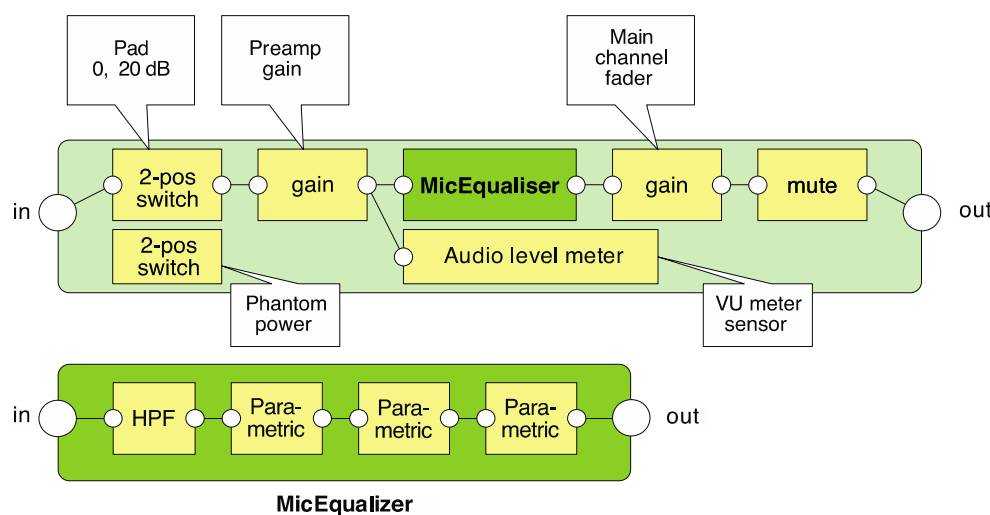 Pad
0, 20 dB
Preamp
gain
Main
channel
fader
in
2-pos
switch
gain
MicEqualiser
gain
mute
out
2-pos
switch
Audio level meter
Phantom
power
VU meter
sensor
in
HPF
Para-
metric
Para-
metric
Para-
metric
out
MicEqualizer